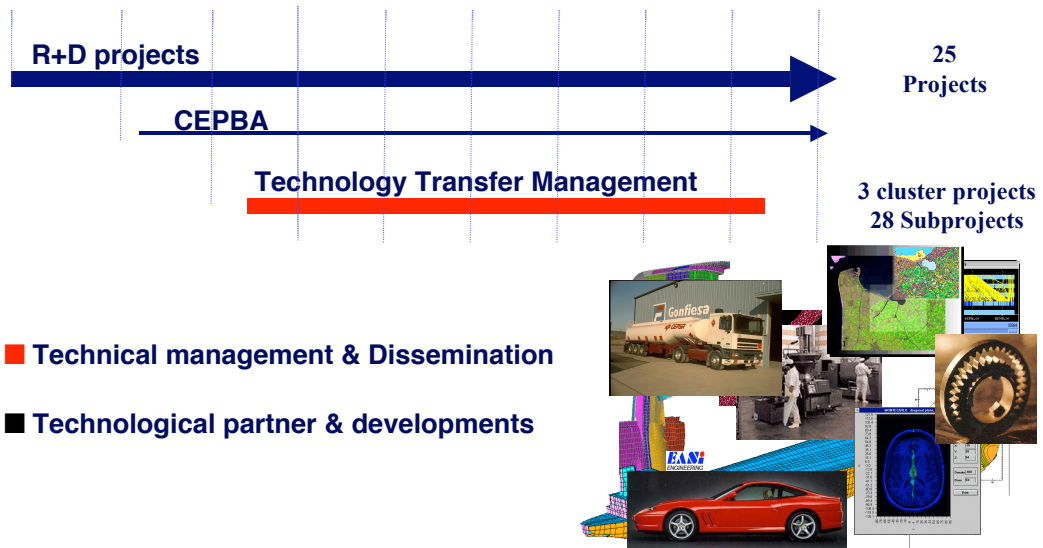 R+D projects
25
Projects
CEPBA
Technology Transfer Management
3 cluster projects
28 Subprojects
Gonfiesa
CEPSA
Technical management & Dissemination
Technological partner & developments
EASi
ENGINEERING
MONTECARLO